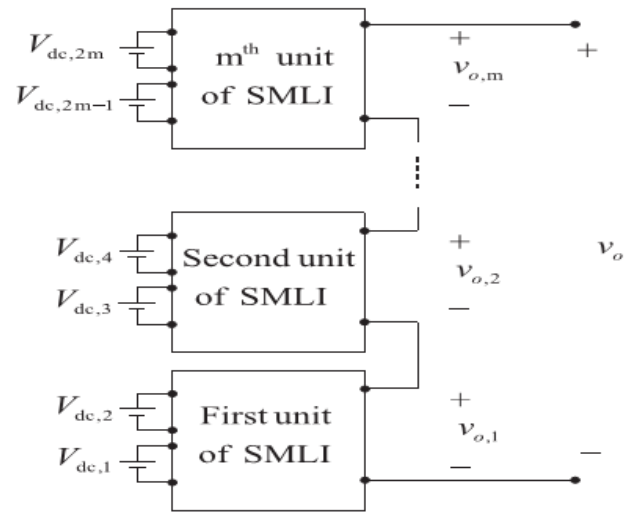 V_dc,2m
V_dc,2m−1
m^th unit
of SMLI
+
v_o,m
−
+
V_dc,4
V_dc,3
Second unit
of SMLI
+
v_o,2
−
v_o
V_dc,2
V_dc,1
First unit
of SMLI
+
v_o,1
−
−